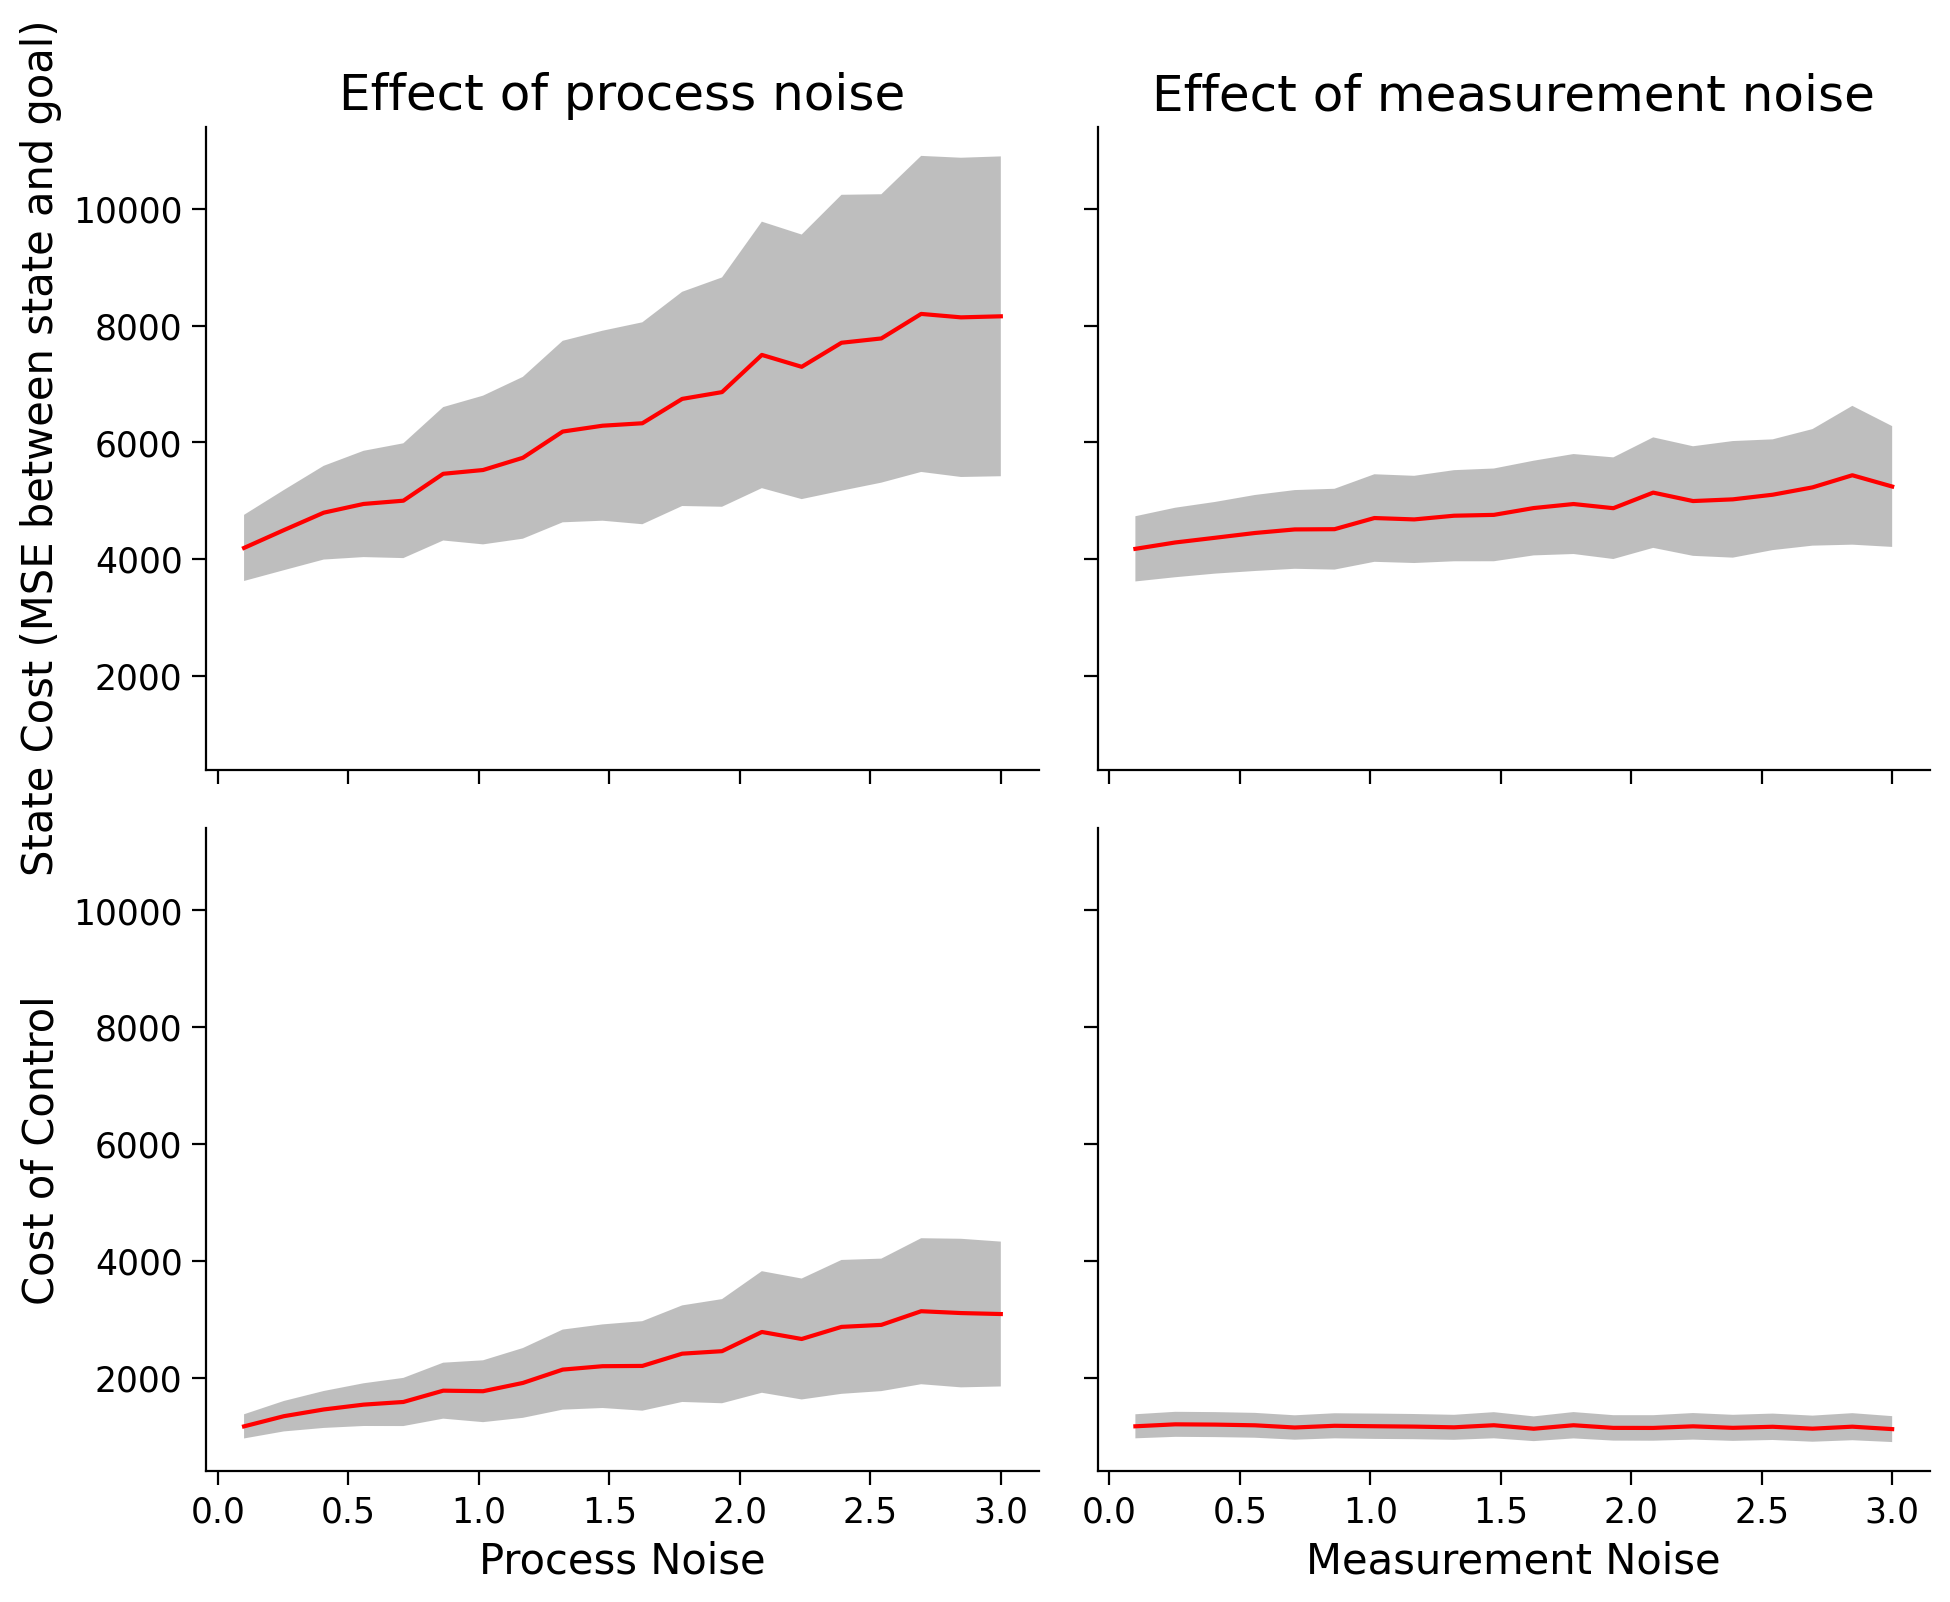 Effect of process noise
Effect of measurement noise
State Cost (MSE between state and goal)
10000
8000
6000
4000
2000
Cost of Control
10000
8000
6000
4000
2000
0.0 0.5 1.0 1.5 2.0 2.5 3.0
0.0 0.5 1.0 1.5 2.0 2.5 3.0
Process Noise
Measurement Noise